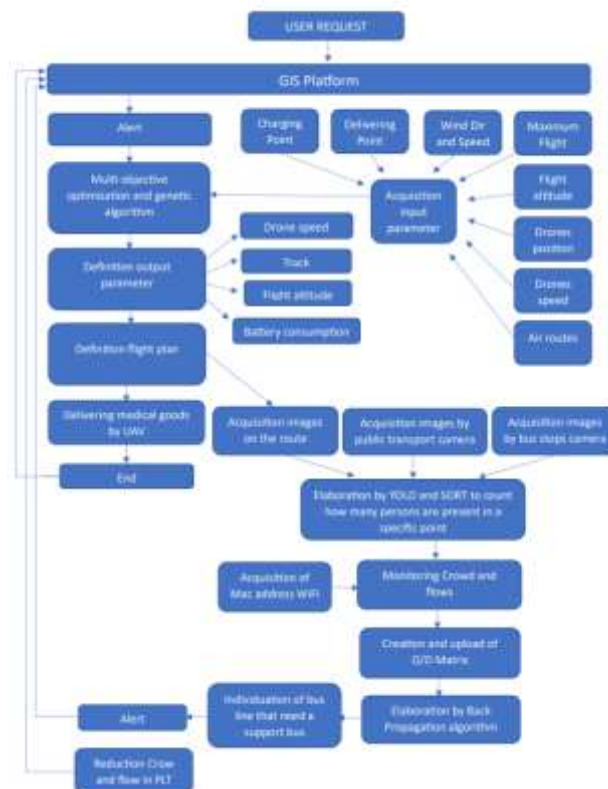 USER REQUEST
GIS Platform
Alert
Charging
Point
Delivering
Point
Wind Dir
and Speed
Maximum
Flight
Multi objective
optimisation and genetic
algorithm
Acquisition
input
parameter
Flight
altitude
Drones
position
Drones
speed
Air routes
Definition output
parameter
Drone speed
Track
Flight altitude
Battery consumption
Definition flight plan
Delivering medical goods
by UAV
End
Acquisition images
on the route
Acquisition images by
public transport camera
Acquisition images
by bus stops camera
Elaboration by YOLO and SORT to count
how many persons are present in a
specific point
Acquisition of
Mac address WiFi
Monitoring Crowd and
flows
Creation and upload of
O/D Matrix
Elaboration by Back
Propagation algorithm
Individuation of bus
line that need a
support bus
Alert
Reduction Crow
and flow in PLT